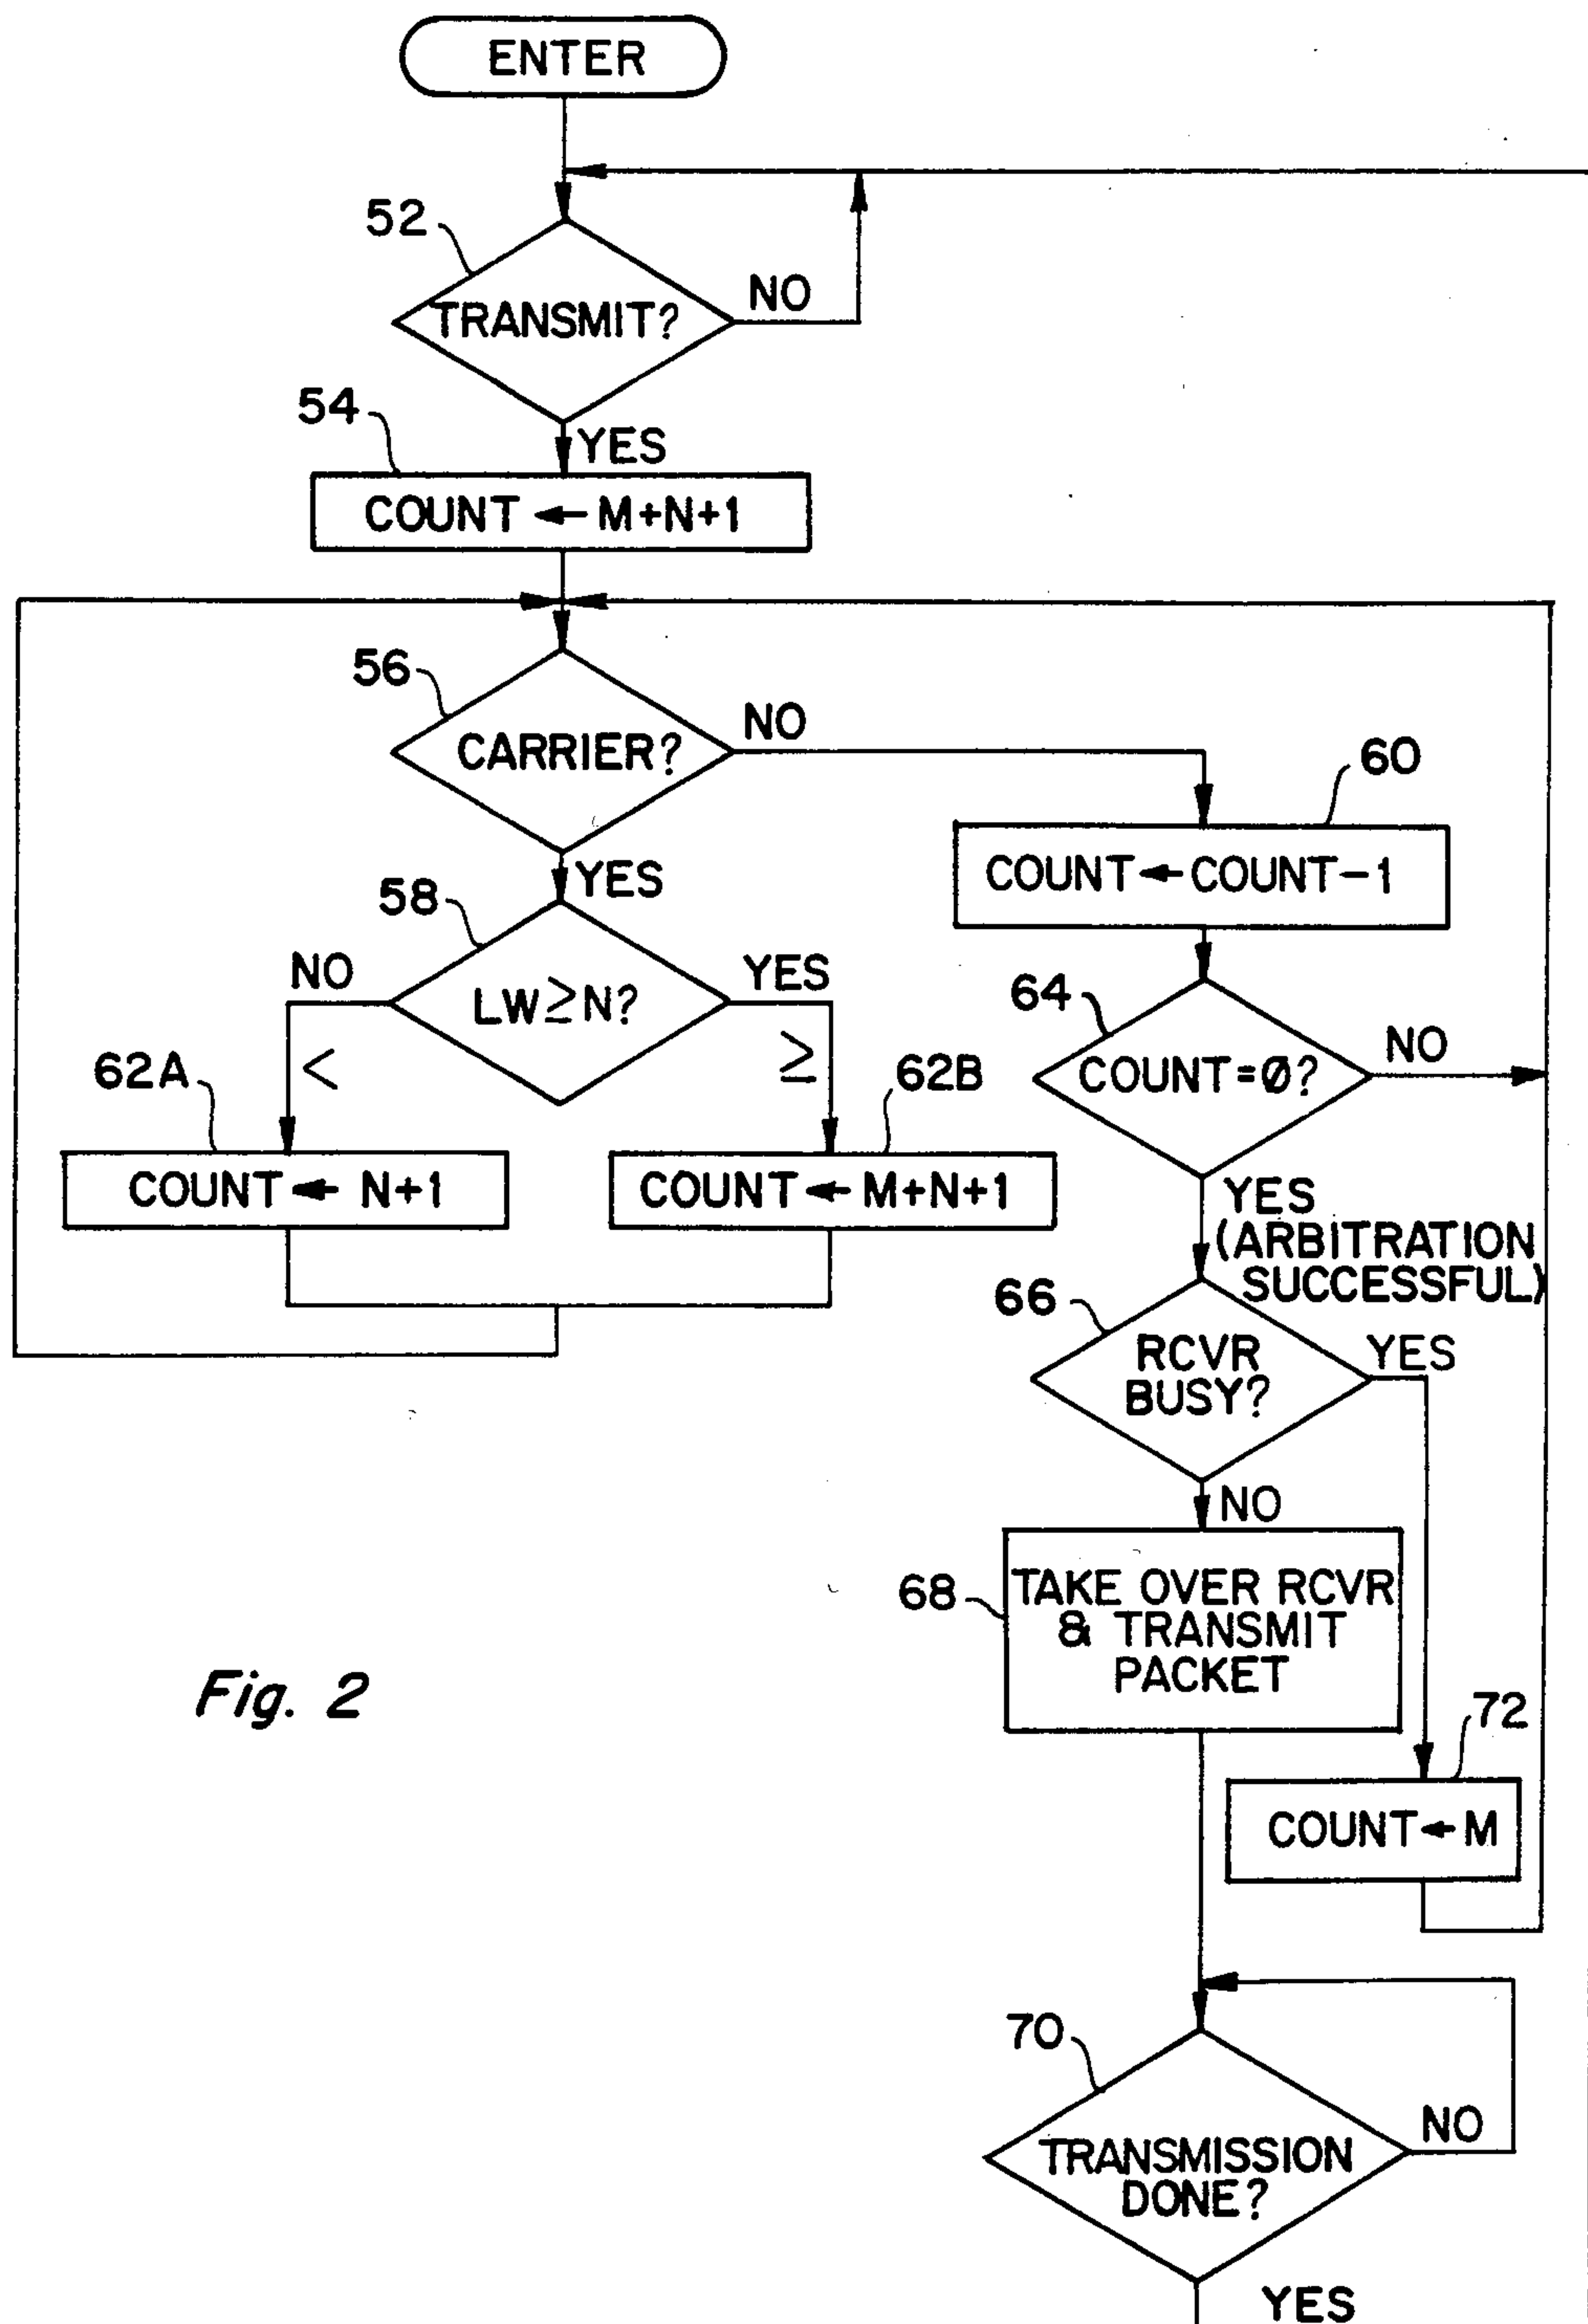 ENTER
52
TRANSMIT?
NO
54
YES
COUNT ← M+N+1
56
CARRIER?
NO
60
YES
COUNT ← COUNT-1
58
NO
LW≥N?
YES
64
COUNT=Ø?
NO
62A
<
≥
62B
COUNT ← N+1
COUNT ← M+N+1
YES
(ARBITRATION
SUCCESSFUL)
66
RCVR
BUSY?
YES
NO
68
TAKE OVER RCVR
& TRANSMIT
PACKET
Fig. 2
72
COUNT ← M
70
TRANSMISSION
DONE?
NO
YES